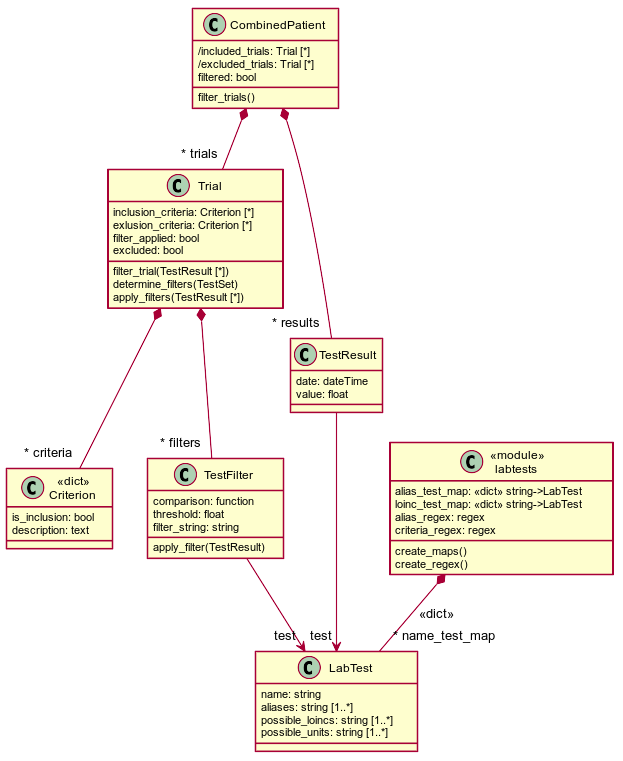 C CombinedPatient
/included_trials: Trial [*]
/excluded_trials: Trial [*]
filtered: bool
filter_trials()
* trials
C Trial
inclusion_criteria: Criterion [*]
exlusion_criteria: Criterion [*]
filter_applied: bool
excluded: bool
filter_trial(TestResult [*])
determine_filters(TestSet)
apply_filters(TestResult [*])
* results
C TestResult
date: dateTime
value: float
* criteria
C «dict»
Criterion
is_inclusion: bool
description: text
* filters
C TestFilter
comparison: function
threshold: float
filter_string: string
apply_filter(TestResult)
C «module»
labtests
alias_test_map: «dict» string->LabTest
loinc_test_map: «dict» string->LabTest
alias_regex: regex
criteria_regex: regex
create_maps()
create_regex()
«dict»
test
test
* name_test_map
C LabTest
name: string
aliases: string [1..*]
possible_loincs: string [1..*]
possible_units: string [1..*]